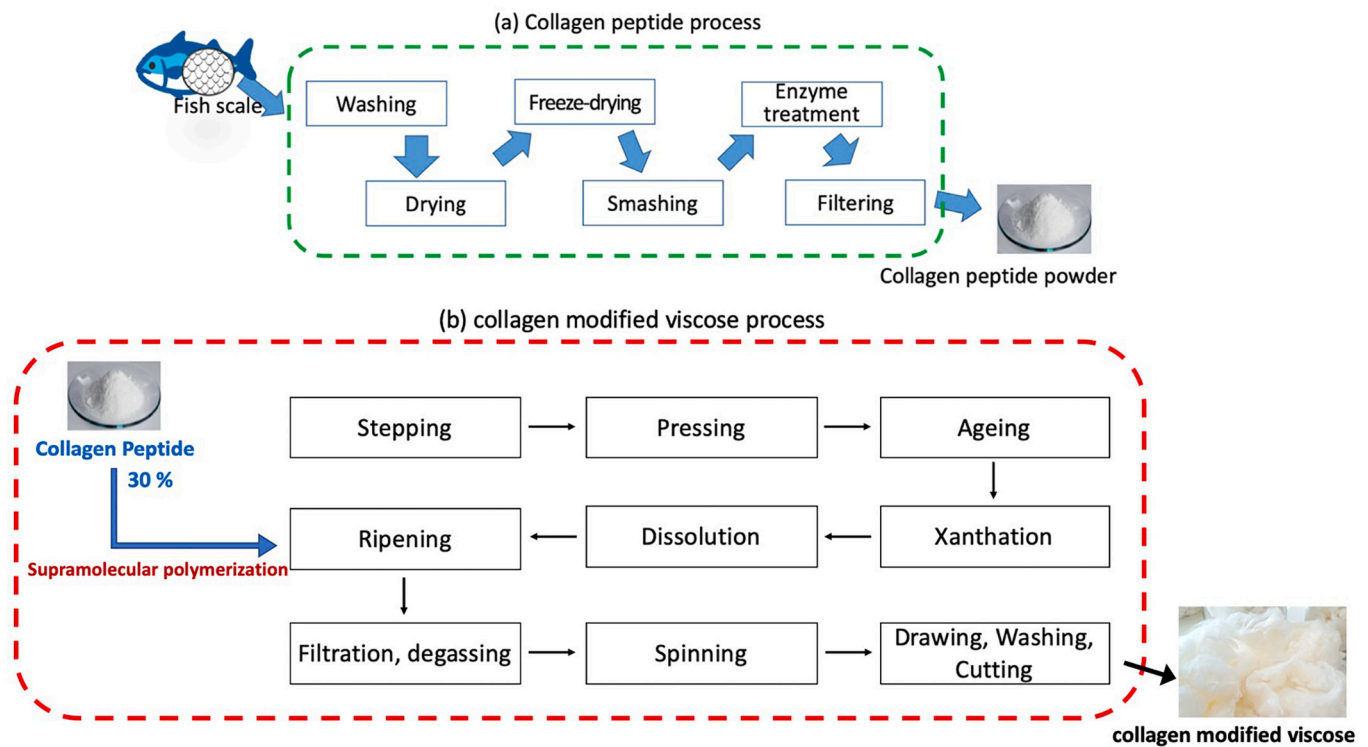 (a) Collagen peptide process
Fish scale
Washing
Freeze-drying
Enzyme
treatment
Drying
Smashing
Filtering
Collagen peptide powder
(b) collagen modified viscose process
Collagen Peptide
30 %
Supramolecular polymerization
Stepping
Pressing
Ageing
Ripening
Dissolution
Xanthation
Filtration, degassing
Spinning
Drawing, Washing,
Cutting
collagen modified viscose